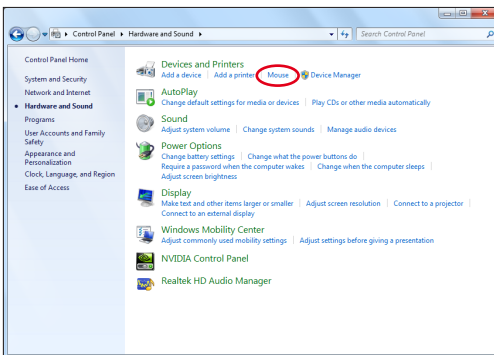 Control Panel ▸ Hardware and Sound ▸
Search Control Panel
Control Panel Home
System and Security
Network and Internet
Hardware and Sound
Programs
User Accounts and Family
Safety
Appearance and
Personalization
Clock, Language, and Region
Ease of Access
Devices and Printers
Add a device | Add a printer | Mouse | Device Manager
AutoPlay
Change default settings for media or devices | Play CDs or other media automatically
Sound
Adjust system volume | Change system sounds | Manage audio devices
Power Options
Change battery settings | Change what the power buttons do |
Require a password when the computer wakes | Change when the computer sleeps |
Adjust screen brightness
Display
Make text and other items larger or smaller | Adjust screen resolution | Connect to a projector |
Connect to an external display
Windows Mobility Center
Adjust commonly used mobility settings | Adjust settings before giving a presentation
NVIDIA Control Panel
Realtek HD Audio Manager